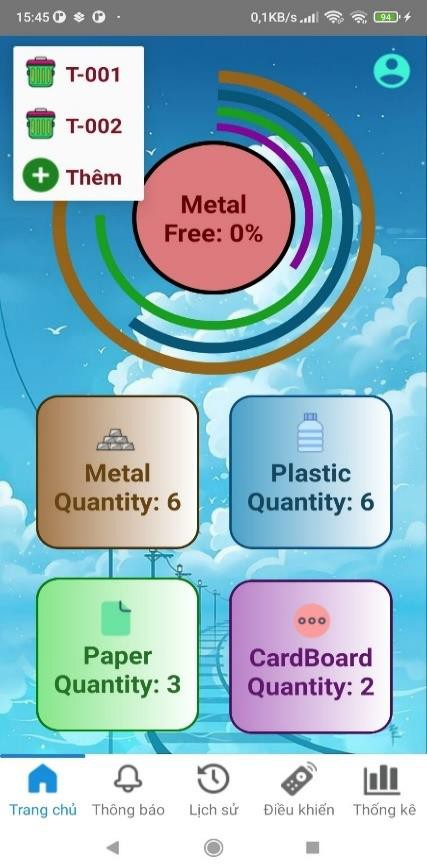 15:45
0,1KB/s
94
T-001
T-002
Thêm
Metal
Free: 0%
Metal
Quantity: 6
Plastic
Quantity: 6
Paper
Quantity: 3
CardBoard
Quantity: 2
Trang chủ
Thông báo
Lịch sử
Điều khiển
Thống kê